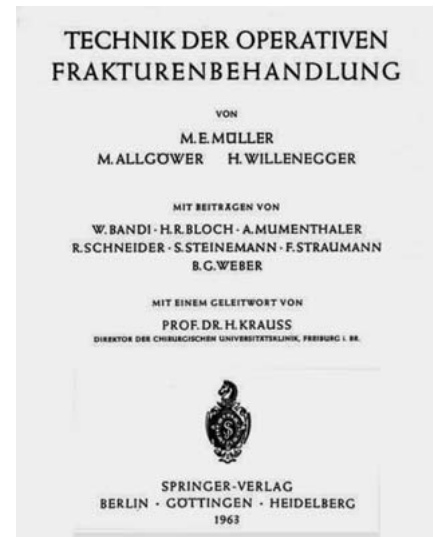 TECHNIK DER OPERATIVEN
FRAKTURENBEHANDLUNG
VON
M.E.MÜLLER
M.ALLGÖWER H.WILLENEGGER
MIT BEITRÄGEN VON
W.BANDI · H.R.BLOCH · A.MUMENTHALER
R.SCHNEIDER · S.STEINEMANN · F.STRAUMANN
B.G.WEBER
MIT EINEM GELEITWORT VON
PROF.DR.H.KRAUSS
DIREKTOR DER CHIRURGISCHEN UNIVERSITÄTSKLINIK, FREIBURG I. BR.
SPRINGER-VERLAG
BERLIN · GÖTTINGEN · HEIDELBERG
1963